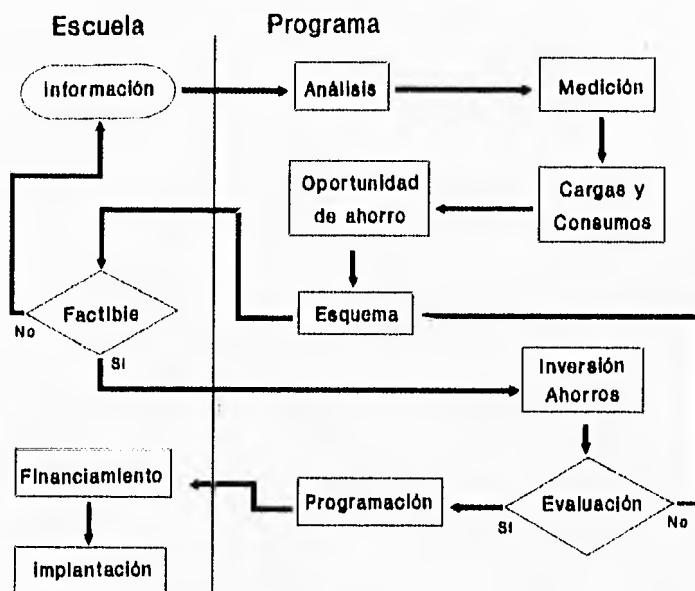 Escuela
Programa
Información
Análisis
Medición
Oportunidad
de ahorro
Cargas y
Consumos
Factible
No
Si
Esquema
Inversión
Ahorros
Financiamiento
Programación
Evaluación
Si
No
Implantación